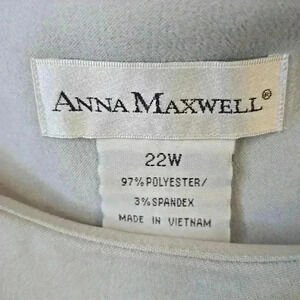 ANNA MAXWELL®
22W
97% POLYESTER/
3% SPANDEX
MADE IN VIETNAM